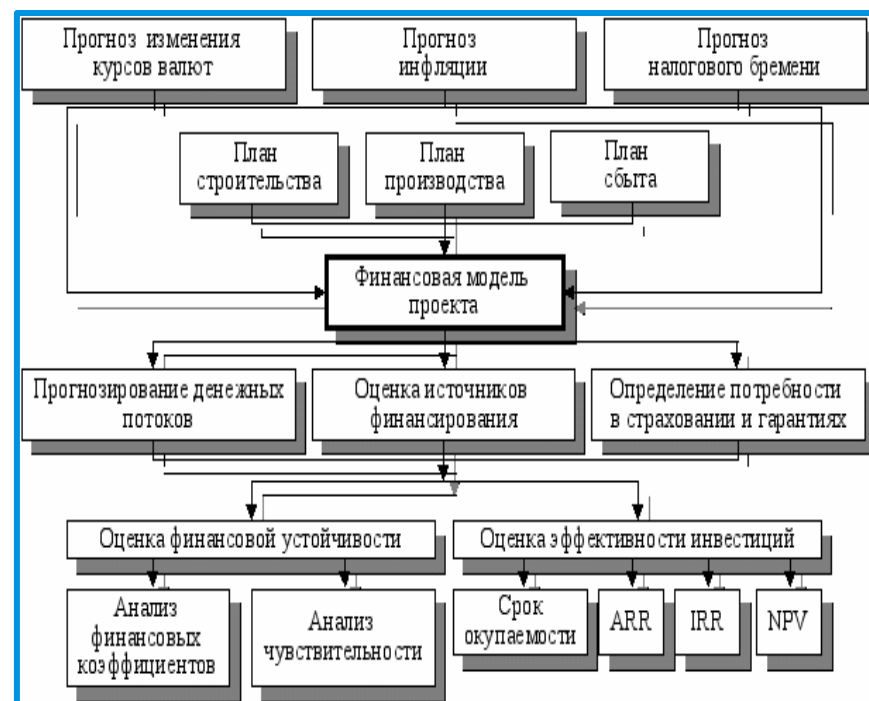 Прогноз изменения
курсов валют
Прогноз
инфляции
Прогноз
налогового бремени
План
строительства
План
производства
План
сбыта
Финансовая модель
проекта
Прогнозирование денежных
потоков
Оценка источников
финансирования
Определение потребности
в страховании и гарантиях
Оценка финансовой устойчивости
Оценка эффективности инвестиций
Анализ
финансовых
коэффициентов
Анализ
чувствительности
Срок
окупаемости
ARR
IRR
NPV